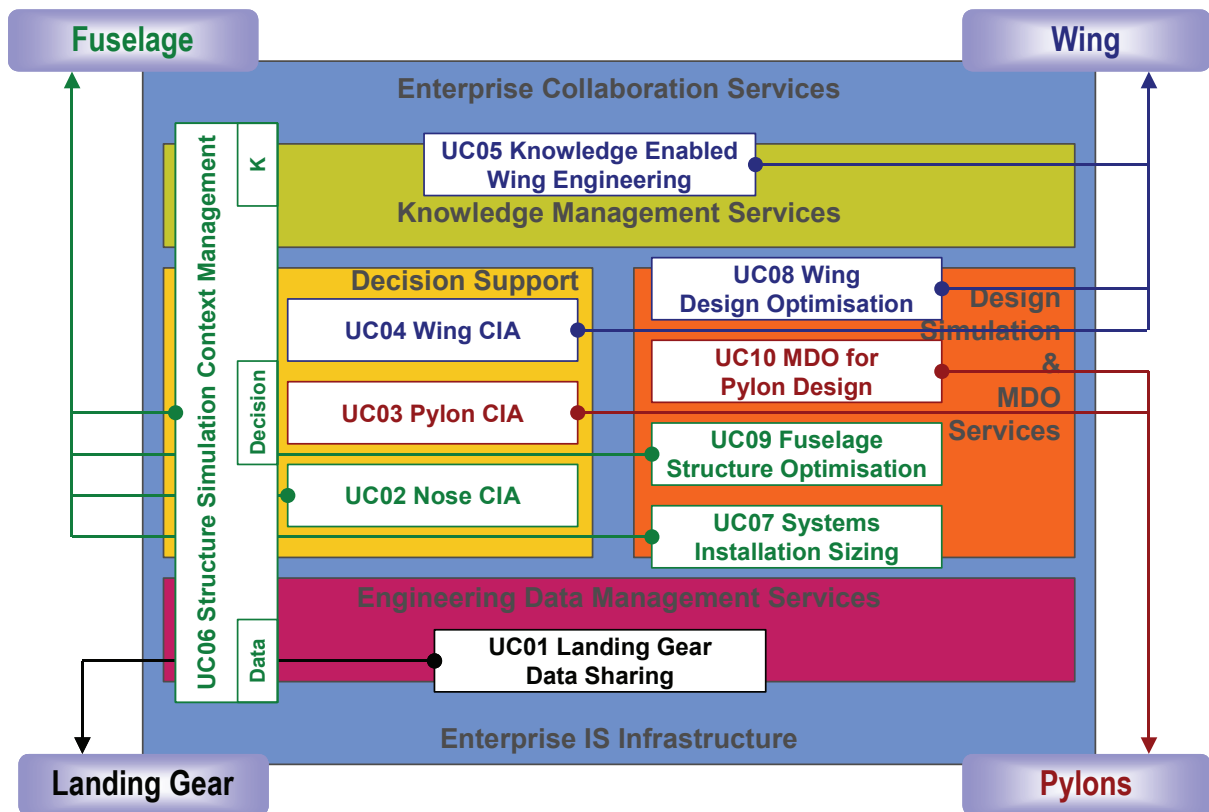 Fuselage
Wing
Enterprise Collaboration Services
UC06 Structure Simulation Context Management
K
Decision
Data
UC05 Knowledge Enabled
Wing Engineering
Knowledge Management Services
Decision Support
UC04 Wing CIA
UC03 Pylon CIA
UC02 Nose CIA
UC08 Wing
Design Optimisation
Design
Simulation
&
MDO
Services
UC10 MDO for
Pylon Design
UC09 Fuselage
Structure Optimisation
UC07 Systems
Installation Sizing
Engineering Data Management Services
UC01 Landing Gear
Data Sharing
Enterprise IS Infrastructure
Landing Gear
Pylons